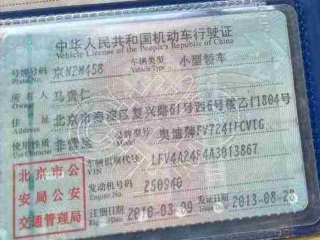 中华人民共和国机动车行驶证
Vehicle License of the People's Republic of China
号牌号码 京N2M458 车辆类型 小型轿车
所有人 马贵仁
住址 北京市海淀区复兴路61号西6号楼乙门1804号
使用性质 非营运 品牌型号 奥迪牌FV7241FCVTG
车辆识别代号 LFV4A24F4A3013867
发动机号码 250940
注册日期 2010-03-09 发证日期 2013-08-28
北京市公
安局公安
交通管理局